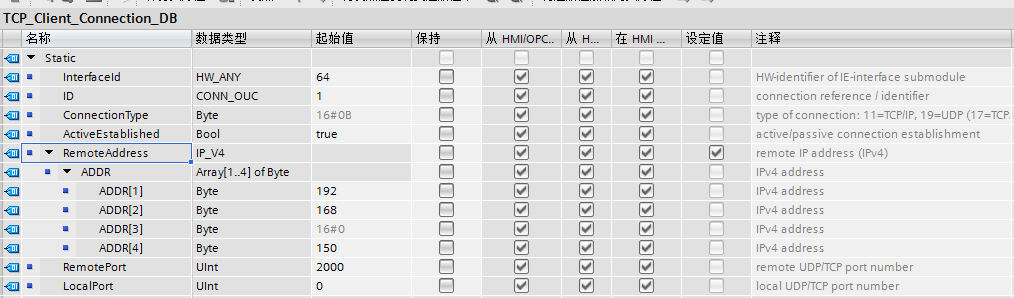 TCP_Client_Connection_DB
名称 数据类型 起始值 保持 从 HMI/OPC... 从 H... 在 HMI ... 设定值 注释
Static
InterfaceId HW_ANY 64 HW-identifier of IE-interface submodule
ID CONN_OUC 1 connection reference / identifier
ConnectionType Byte 16#0B type of connection: 11=TCP/IP, 19=UDP (17=TCP...
ActiveEstablished Bool true active/passive connection establishment
RemoteAddress IP_V4 remote IP address (IPv4)
ADDR Array[1..4] of Byte IPv4 address
ADDR[1] Byte 192 IPv4 address
ADDR[2] Byte 168 IPv4 address
ADDR[3] Byte 16#0 IPv4 address
ADDR[4] Byte 150 IPv4 address
RemotePort UInt 2000 remote UDP/TCP port number
LocalPort UInt 0 local UDP/TCP port number